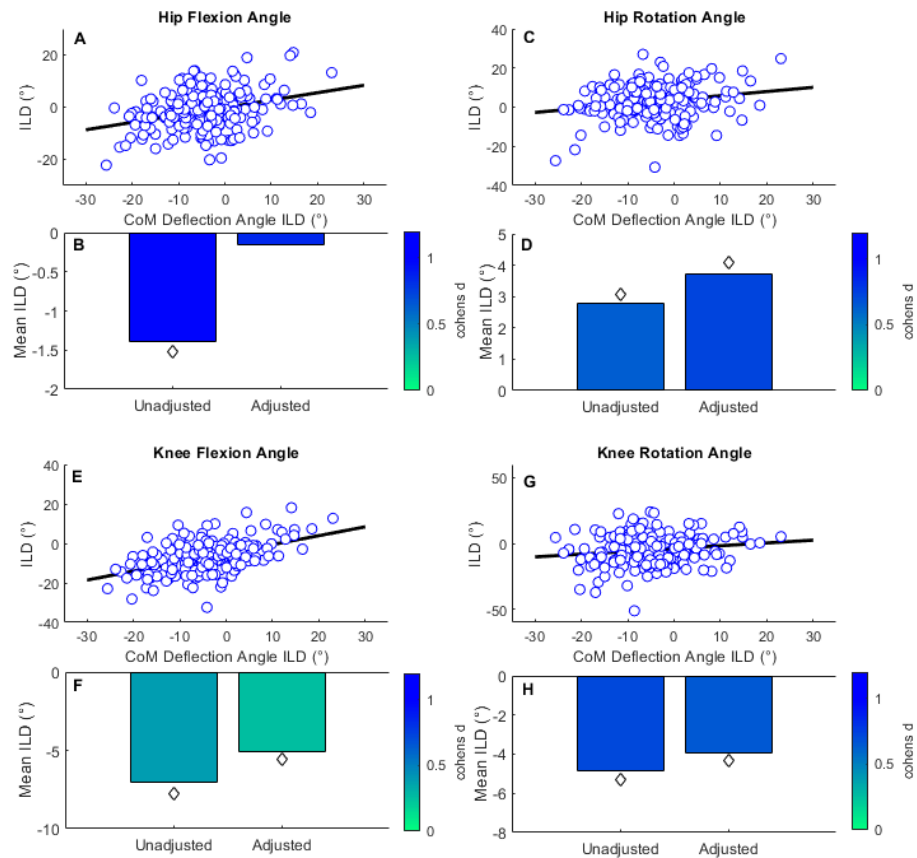 Hip Flexion Angle
A
20
0
-20
ILD (°)
-30 -20 -10 0 10 20 30
CoM Deflection Angle ILD (°)
B
0
-0.5
-1
-1.5
-2
Mean ILD (°)
Unadjusted Adjusted
1
0.5
0
cohens d
Hip Rotation Angle
C
40
20
0
-20
-40
ILD (°)
-30 -20 -10 0 10 20 30
CoM Deflection Angle ILD (°)
D
5
4
3
2
1
0
Mean ILD (°)
Unadjusted Adjusted
1
0.5
0
cohens d
Knee Flexion Angle
E
40
20
0
-20
-40
ILD (°)
-30 -20 -10 0 10 20 30
CoM Deflection Angle ILD (°)
F
0
-5
-10
Mean ILD (°)
Unadjusted Adjusted
1
0.5
0
cohens d
Knee Rotation Angle
G
50
0
-50
ILD (°)
-30 -20 -10 0 10 20 30
CoM Deflection Angle ILD (°)
H
0
-2
-4
-6
-8
Mean ILD (°)
Unadjusted Adjusted
1
0.5
0
cohens d